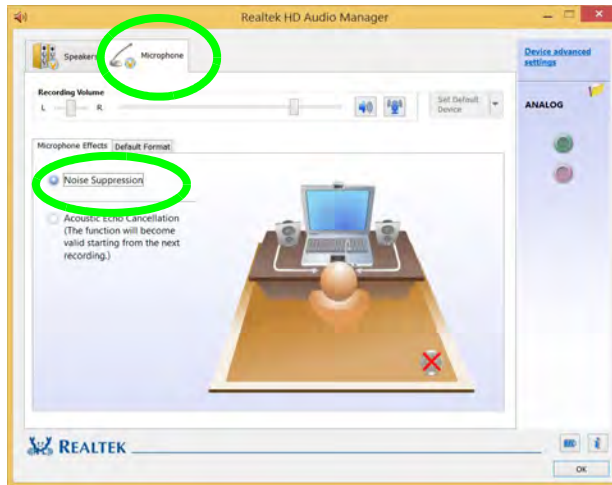 Realtek HD Audio Manager
Speakers
Microphone
Device advanced
settings
Recording Volume
L
R
Set Default
Device
ANALOG
Microphone Effects
Default Format
Noise Suppression
Acoustic Echo Cancellation
(The function will become
valid starting from the next
recording.)
REALTEK
OK